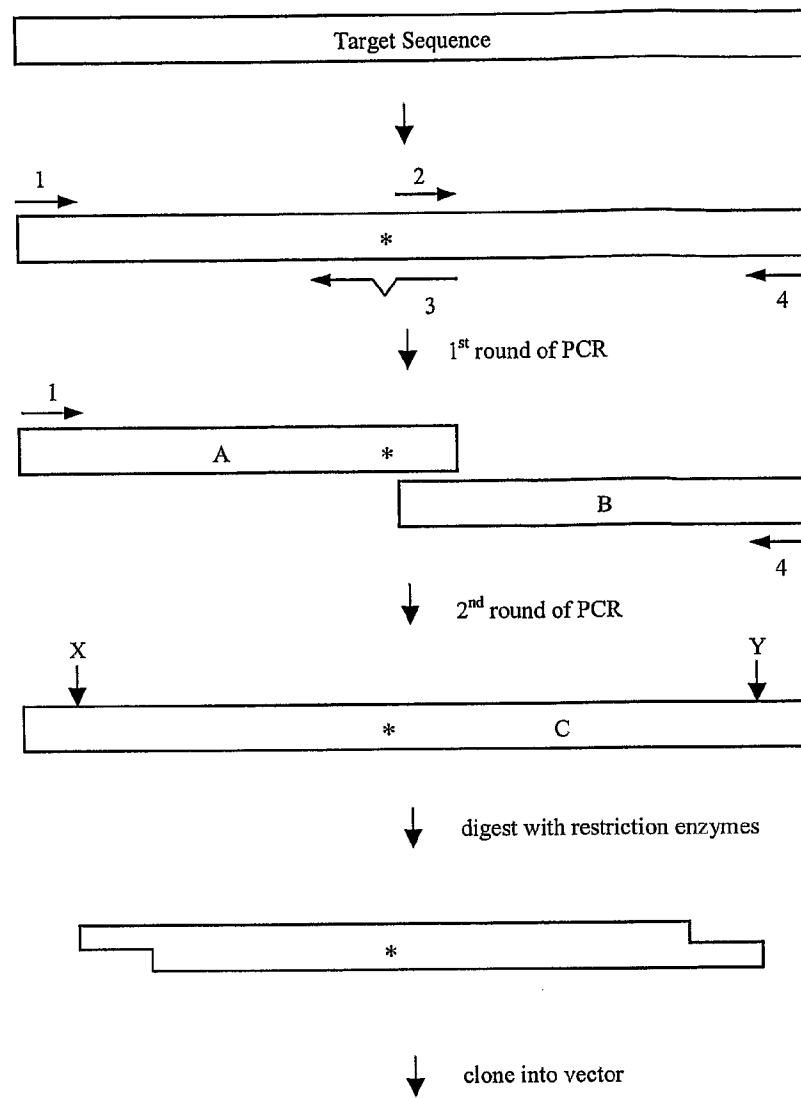 Target Sequence
1
2
*
3
4
1st round of PCR
1
A *
B
4
2nd round of PCR
X Y
* C
digest with restriction enzymes
*
clone into vector